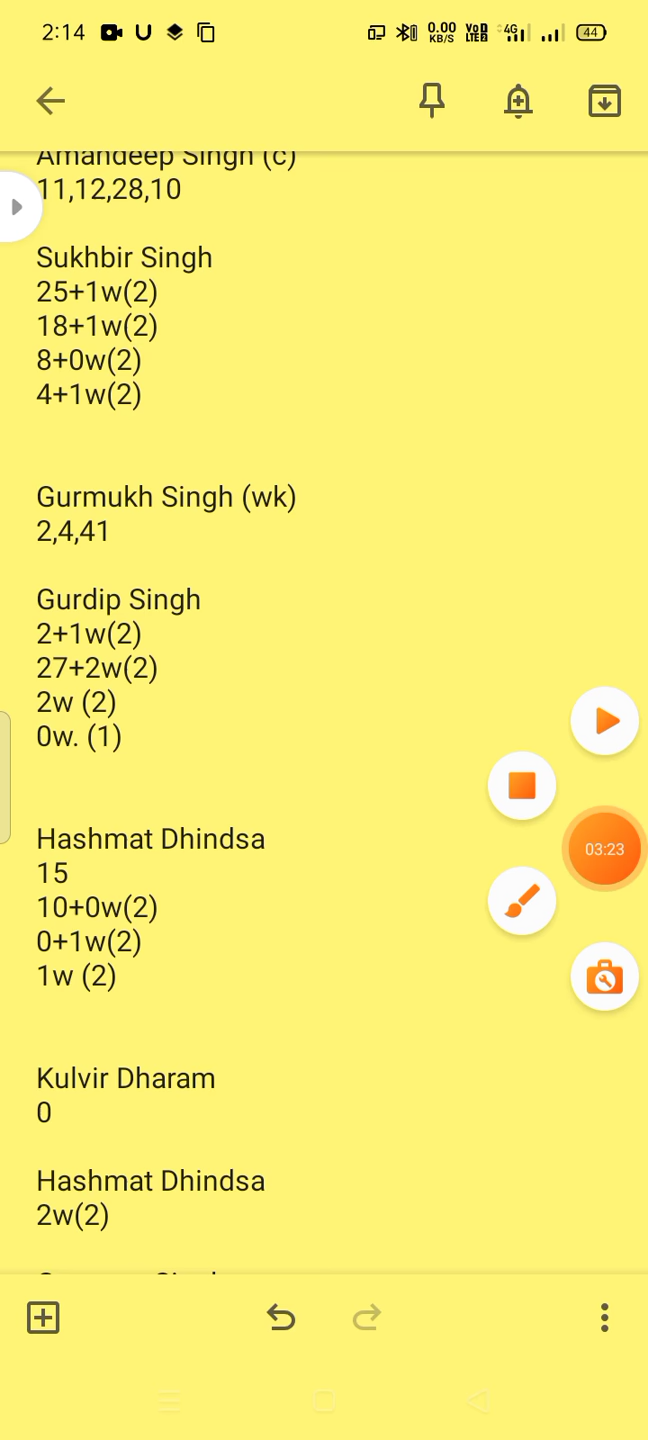 2:14
0.00
KB/S
4G
44
Amandeep Singh (c)
11,12,28,10
Sukhbir Singh
25+1w(2)
18+1w(2)
8+0w(2)
4+1w(2)
Gurmukh Singh (wk)
2,4,41
Gurdip Singh
2+1w(2)
27+2w(2)
2w (2)
0w. (1)
Hashmat Dhindsa
15
10+0w(2)
0+1w(2)
1w (2)
03:23
Kulvir Dharam
0
Hashmat Dhindsa
2w(2)